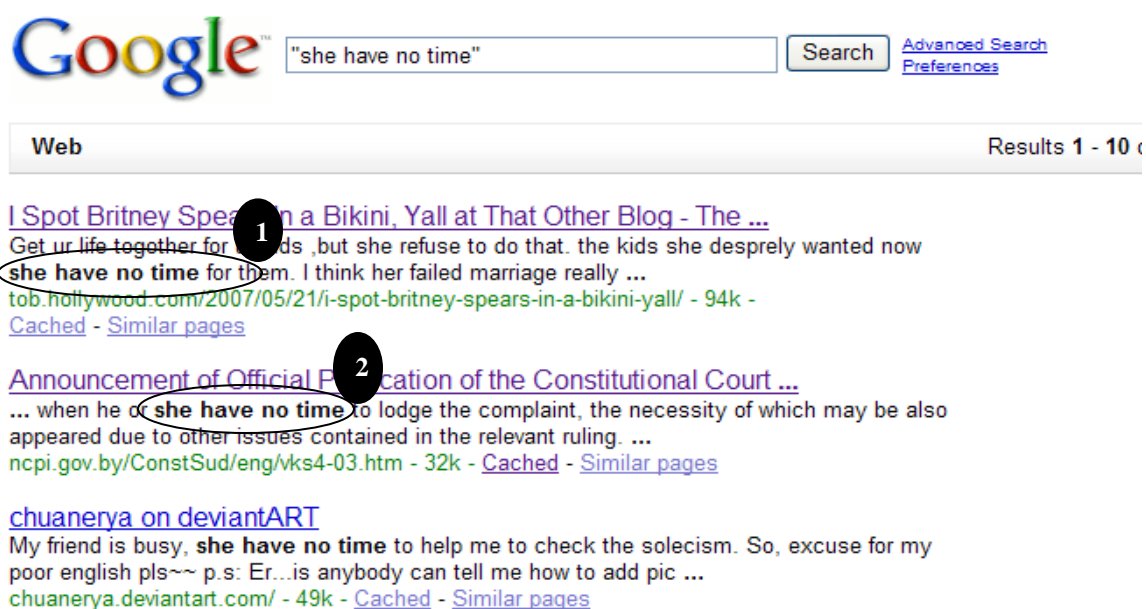 Google™ "she have no time" Search Advanced Search
Preferences
Web Results 1 - 10
I Spot Britney Spea 1 n a Bikini, Yall at That Other Blog - The ...
Get ur life togother for ds ,but she refuse to do that. the kids she desprely wanted now
she have no time for them. I think her failed marriage really ...
tob.hollywood.com/2007/05/21/i-spot-britney-spears-in-a-bikini-yall/ - 94k -
Cached - Similar pages
2
Announcement of Official P cation of the Constitutional Court ...
... when he or she have no time to lodge the complaint, the necessity of which may be also
appeared due to other issues contained in the relevant ruling. ...
ncpi.gov.by/ConstSud/eng/vks4-03.htm - 32k - Cached - Similar pages
chuanerya on deviantART
My friend is busy, she have no time to help me to check the solecism. So, excuse for my
poor english pls~~ p.s: Er...is anybody can tell me how to add pic ...
chuanerya.deviantart.com/ - 49k - Cached - Similar pages